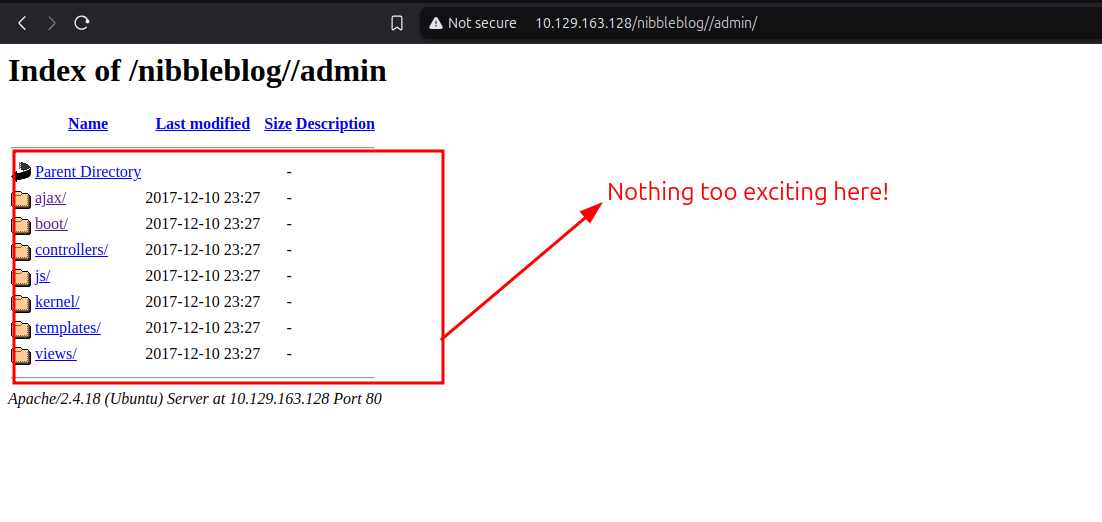 Not secure 10.129.163.128/nibbleblog//admin/
Index of /nibbleblog//admin
Name Last modified Size Description
Parent Directory -
Nothing too exciting here!
ajax/ 2017-12-10 23:27 -
boot/ 2017-12-10 23:27 -
controllers/ 2017-12-10 23:27 -
js/ 2017-12-10 23:27 -
kernel/ 2017-12-10 23:27 -
templates/ 2017-12-10 23:27 -
views/ 2017-12-10 23:27 -
Apache/2.4.18 (Ubuntu) Server at 10.129.163.128 Port 80